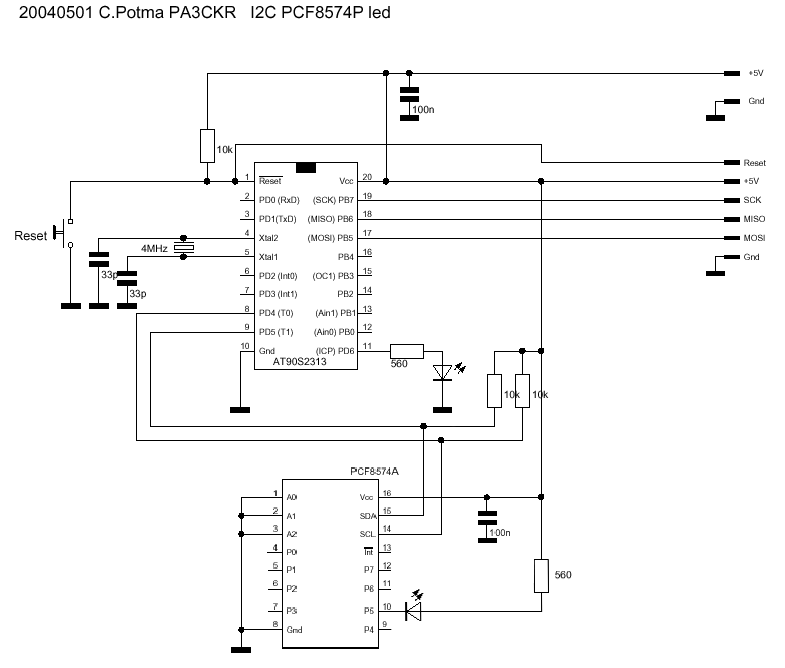 20040501 C.Potma PA3CKR I2C PCF8574P led
+5V
100n
Gnd
10k
Reset
1 Reset Vcc 20 +5V
2 PD0 (RxD) (SCK) PB7 19 SCK
3 PD1(TxD) (MISO) PB6 18 MISO
Reset
4 Xtal2 (MOSI) PB5 17 MOSI
4MHz
5 Xtal1 PB4 16 Gnd
33p
6 PD2 (Int0) (OC1) PB3 15
33p
7 PD3 (Int1) PB2 14
8 PD4 (T0) (Ain1) PB1 13
9 PD5 (T1) (Ain0) PB0 12
10 Gnd (ICP) PD6 11
AT90S2313
560
10k 10k
PCF8574A
1 A0 Vcc 16
2 A1 SDA 15
3 A2 SCL 14
100n
4 P0 Int 13
5 P1 P7 12
560
6 P2 P6 11
7 P3 P5 10
8 Gnd P4 9